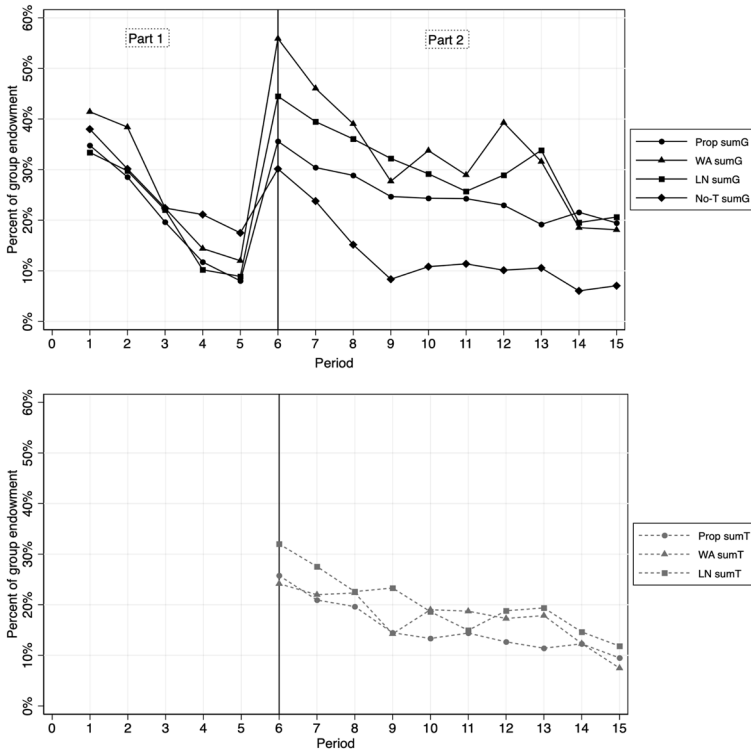 60%
50%
40%
30%
20%
10%
0%
Percent of group endowment
Part 1
Part 2
0 1 2 3 4 5 6 7 8 9 10 11 12 13 14 15
Period
Prop sumG
WA sumG
LN sumG
No-T sumG
60%
50%
40%
30%
20%
10%
0%
Percent of group endowment
0 1 2 3 4 5 6 7 8 9 10 11 12 13 14 15
Period
Prop sumT
WA sumT
LN sumT